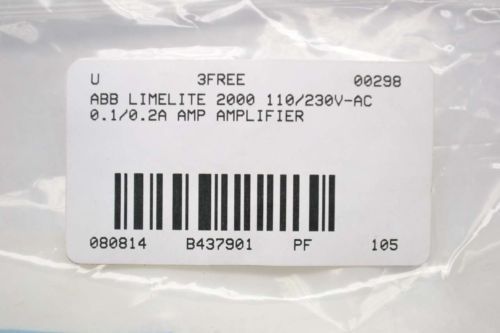 U 3FREE 00298
ABB LIMELITE 2000 110/230V-AC
0.1/0.2A AMP AMPLIFIER
080814 B437901 PF 105